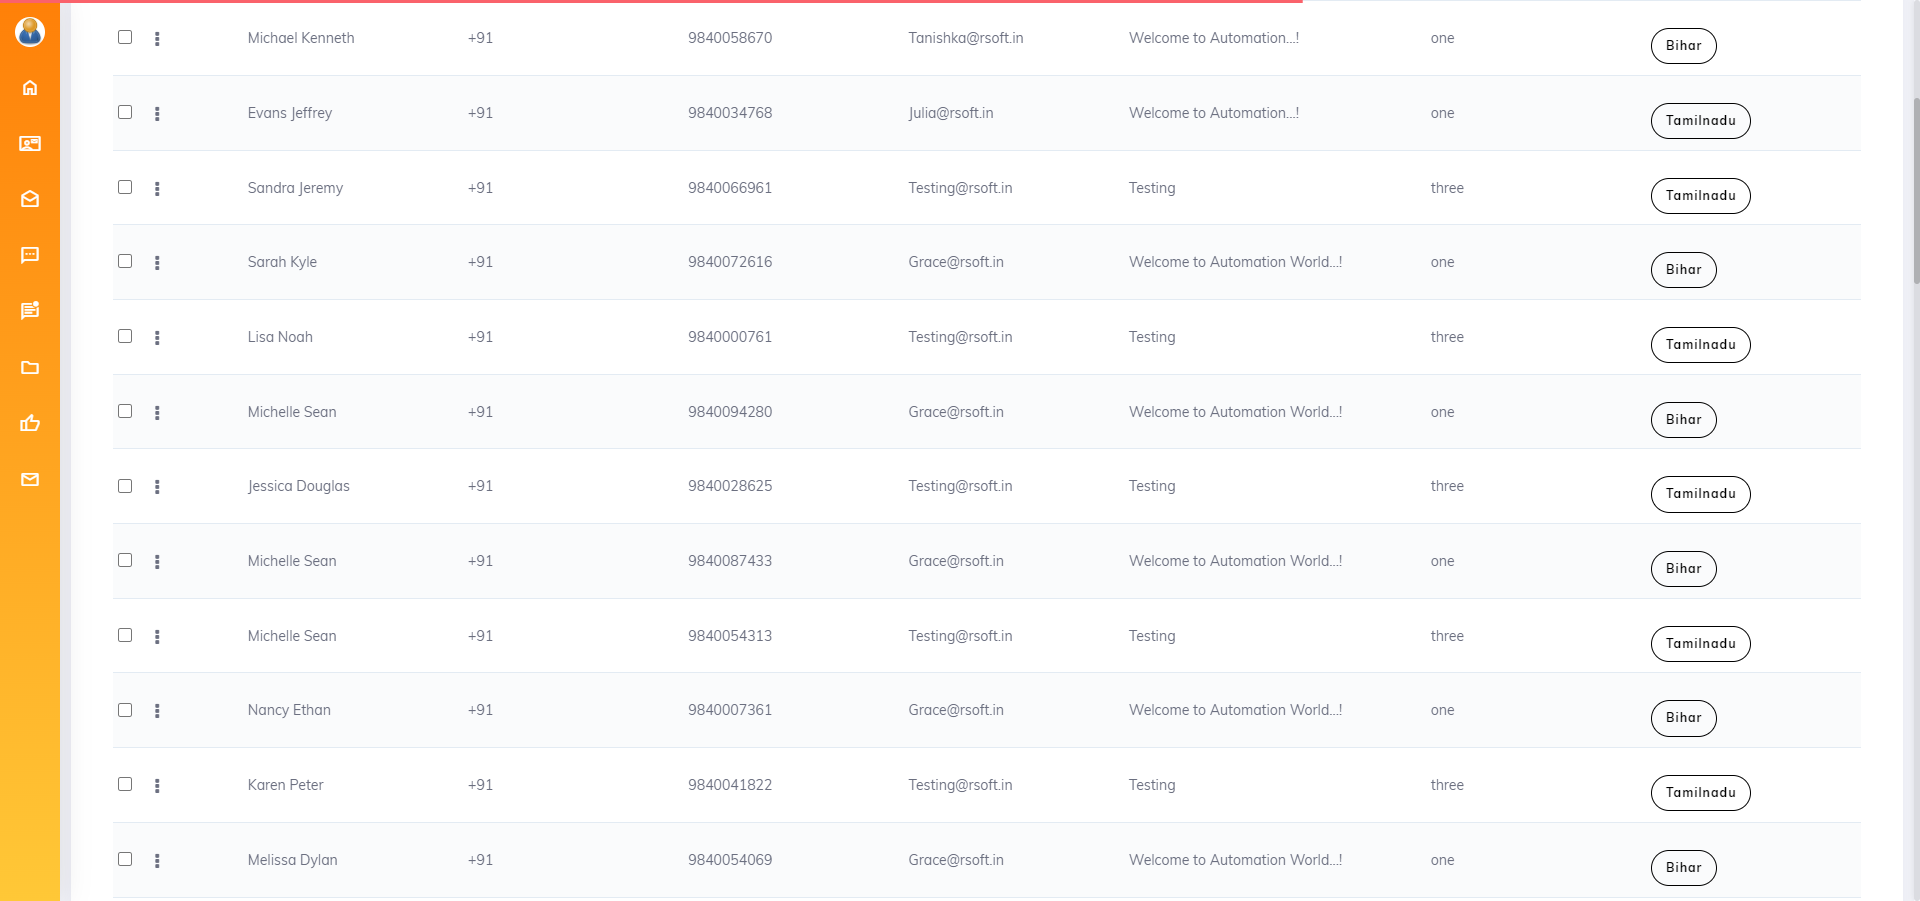 Michael Kenneth +91 9840058670 Tanishka@rsoft.in Welcome to Automation...! one Bihar
Evans Jeffrey +91 9840034768 Julia@rsoft.in Welcome to Automation...! one Tamilnadu
Sandra Jeremy +91 9840066961 Testing@rsoft.in Testing three Tamilnadu
Sarah Kyle +91 9840072616 Grace@rsoft.in Welcome to Automation World...! one Bihar
Lisa Noah +91 9840000761 Testing@rsoft.in Testing three Tamilnadu
Michelle Sean +91 9840094280 Grace@rsoft.in Welcome to Automation World...! one Bihar
Jessica Douglas +91 9840028625 Testing@rsoft.in Testing three Tamilnadu
Michelle Sean +91 9840087433 Grace@rsoft.in Welcome to Automation World...! one Bihar
Michelle Sean +91 9840054313 Testing@rsoft.in Testing three Tamilnadu
Nancy Ethan +91 9840007361 Grace@rsoft.in Welcome to Automation World...! one Bihar
Karen Peter +91 9840041822 Testing@rsoft.in Testing three Tamilnadu
Melissa Dylan +91 9840054069 Grace@rsoft.in Welcome to Automation World...! one Bihar